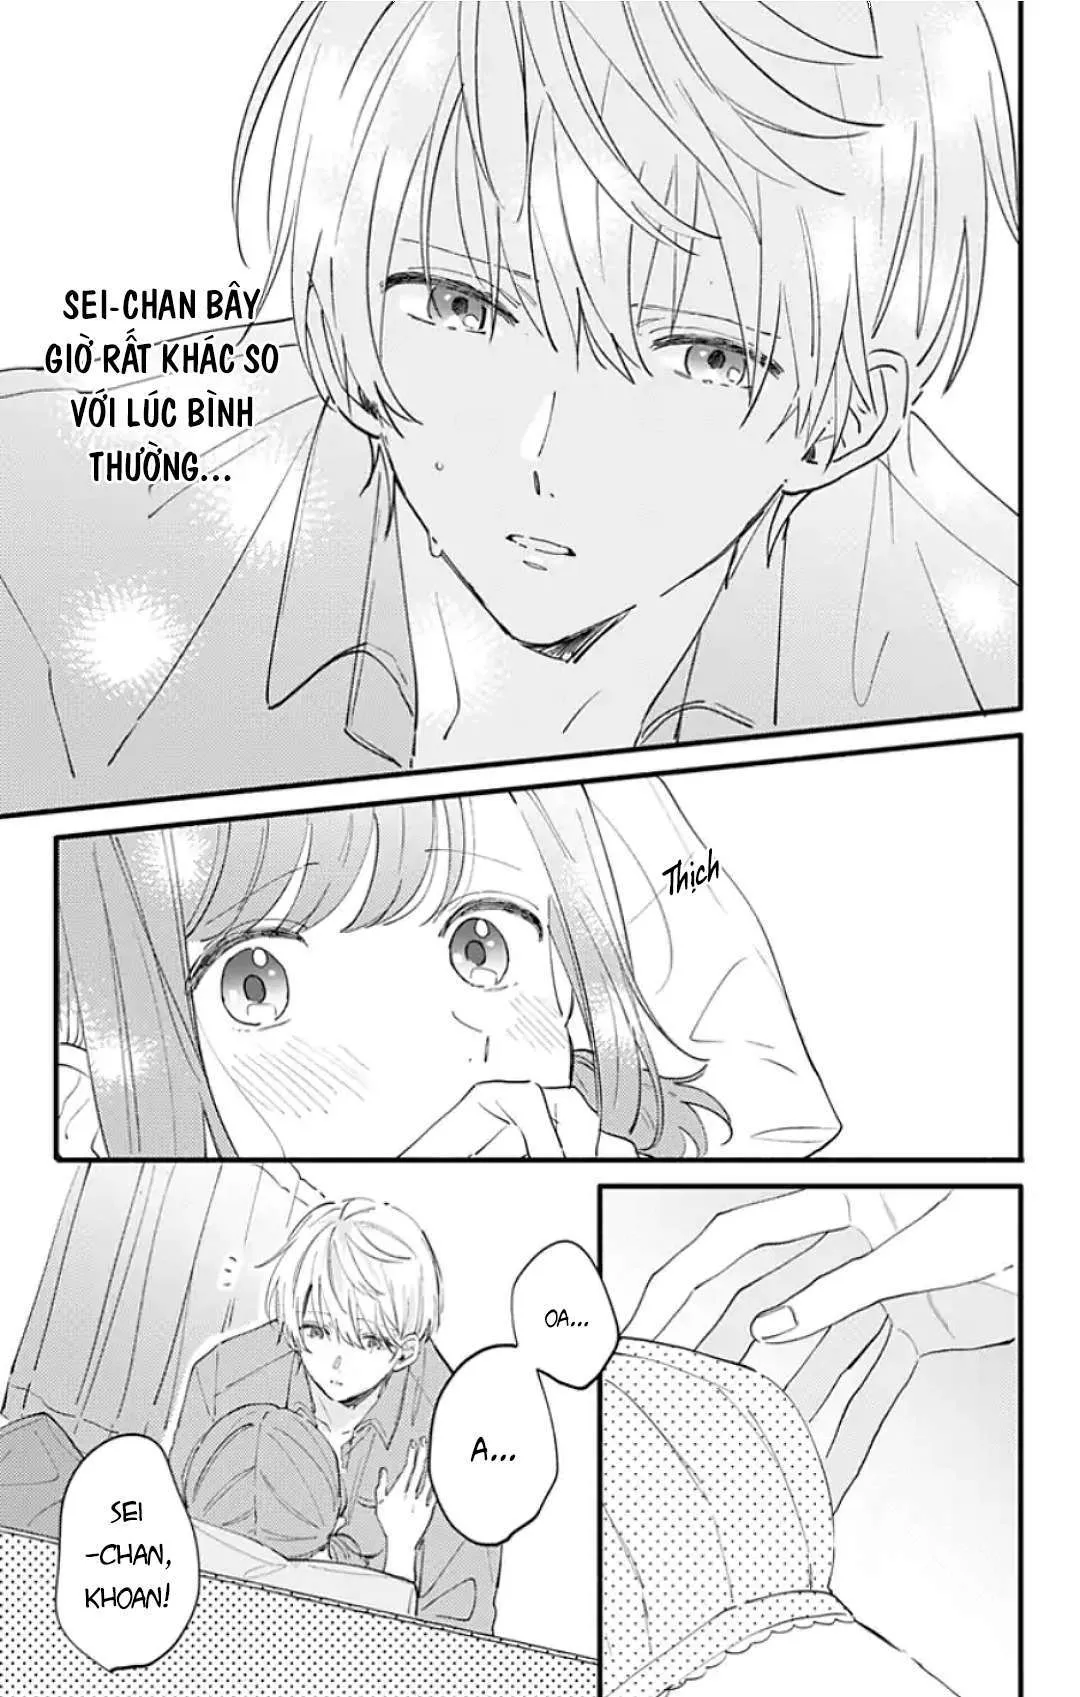 SEI-CHAN BÂY
GIỜ RẤT KHÁC SO
VỚI LÚC BÌNH
THƯỜNG...
Thịch
OA...
A...
SEI
-CHAN,
KHOAN!